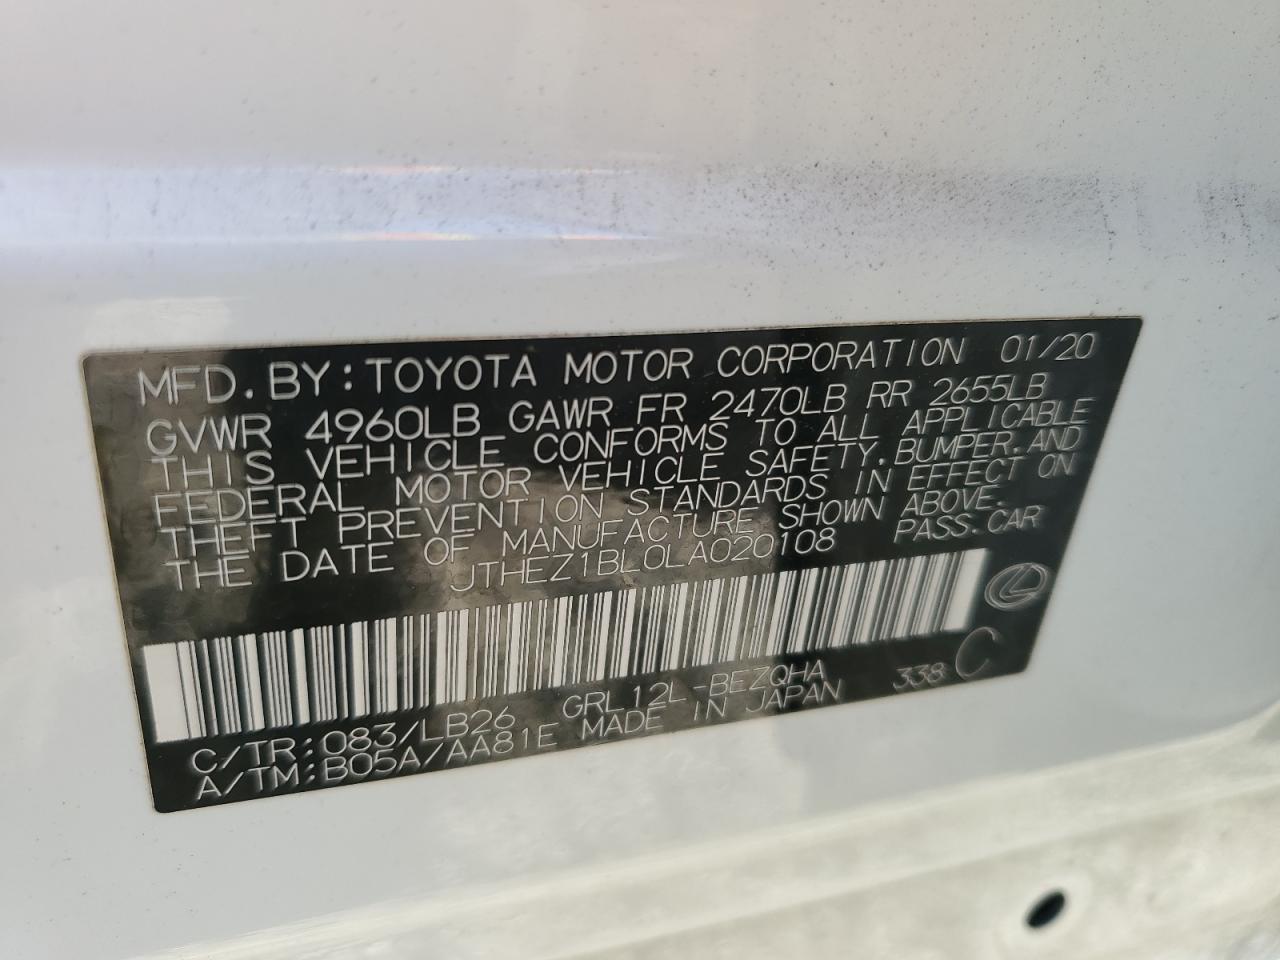 MFD. BY: TOYOTA MOTOR CORPORATION 01/20
GVWR 4960LB GAWR FR 2470LB RR 2655LB
THIS VEHICLE CONFORMS TO ALL APPLICABLE
FEDERAL MOTOR VEHICLE SAFETY, BUMPER, AND
THEFT PREVENTION STANDARDS IN EFFECT ON
THE DATE OF MANUFACTURE SHOWN ABOVE.
JTHEZ1BL0LA020108 PASS. CAR
C/TR: 083/LB26 GRL12L-BEZQHA 338 C
A/TM: B05A/AA81E MADE IN JAPAN